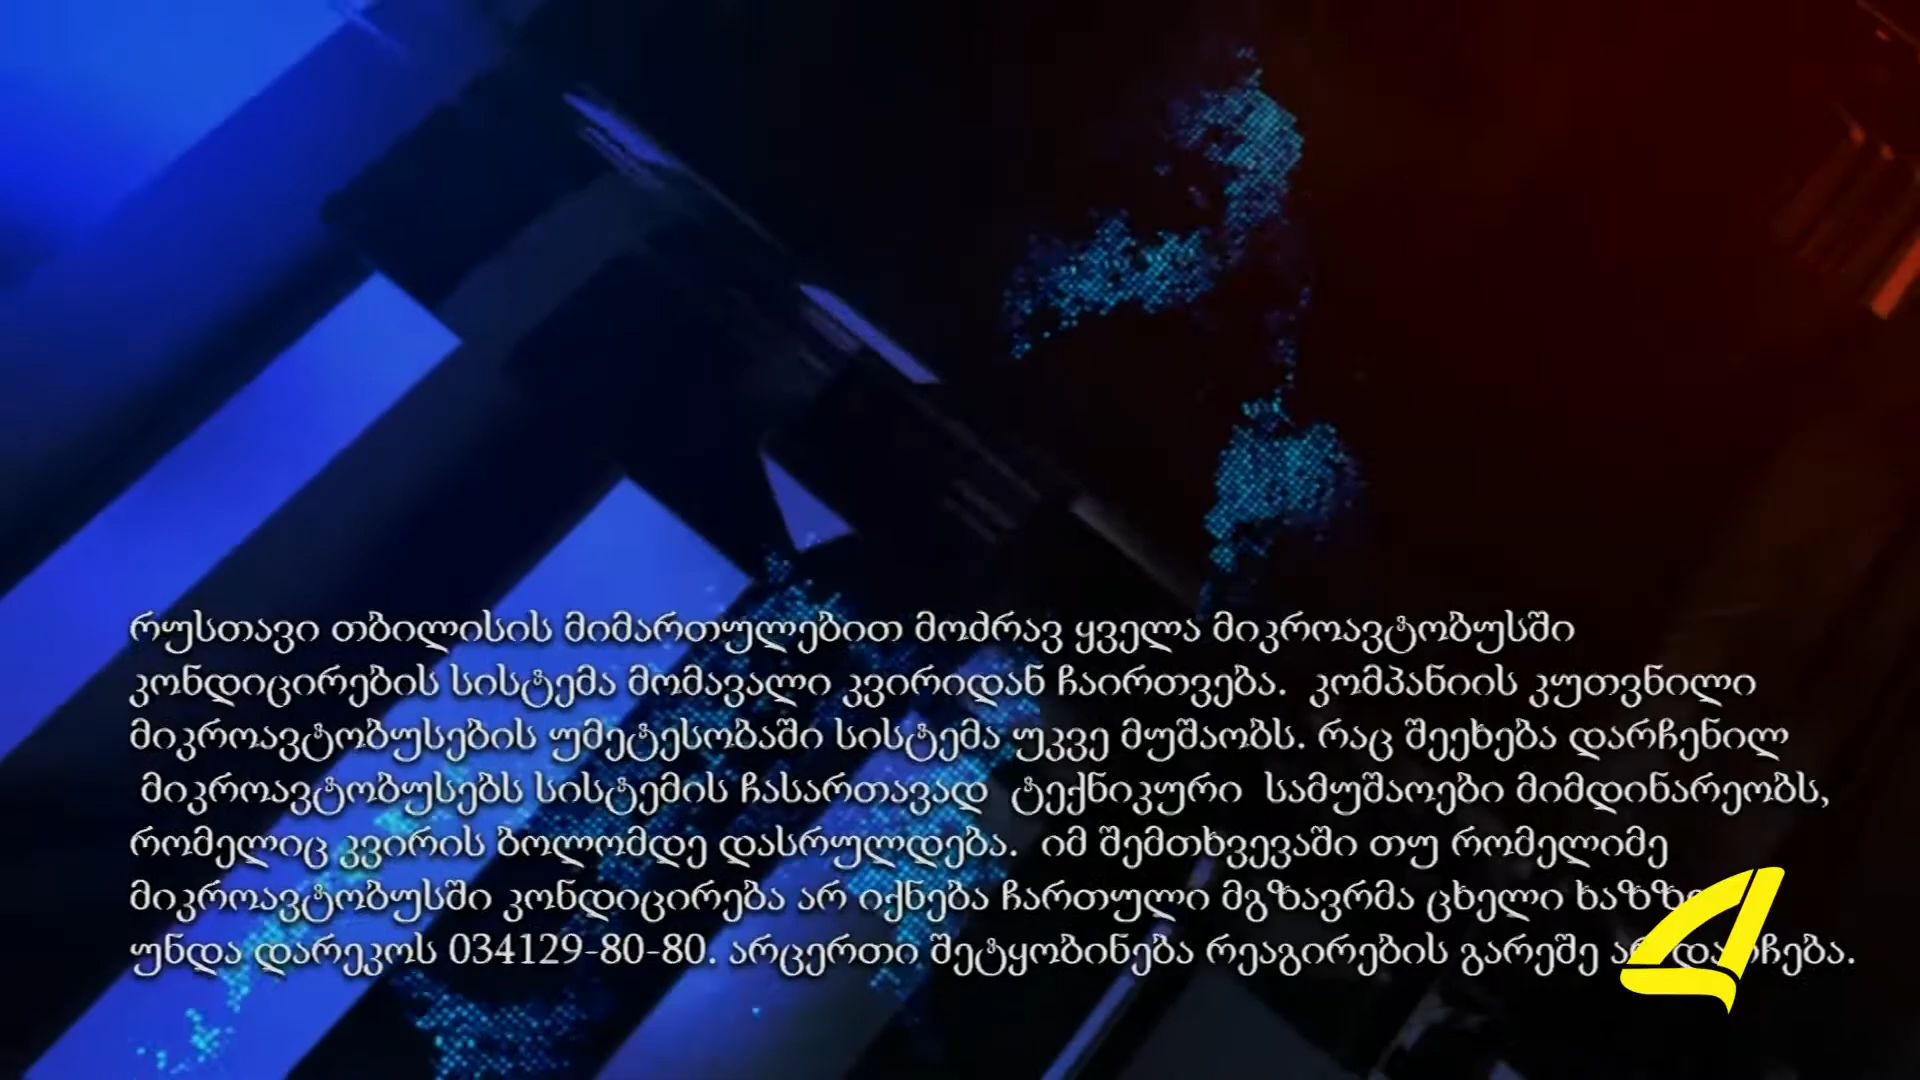 რუსთავი თბილისის მიმართულებით მოძრავ ყველა მიკროავტობუსში
კონდიცირების სისტემა მომავალი კვირიდან ჩაირთვება. კომპანიის კუთვნილი
მიკროავტობუსების უმეტესობაში სისტემა უკვე მუშაობს. რაც შეეხება დარჩენილ
მიკროავტობუსებს სისტემის ჩასართავად ტექნიკური სამუშაოები მიმდინარეობს,
რომელიც კვირის ბოლომდე დასრულდება. იმ შემთხვევაში თუ რომელიმე
მიკროავტობუსში კონდიცირება არ იქნება ჩართული მგზავრმა ცხელი
უნდა დარეკოს 034129-80-80. არცერთი შეტყობინება რეაგირების გარეშე